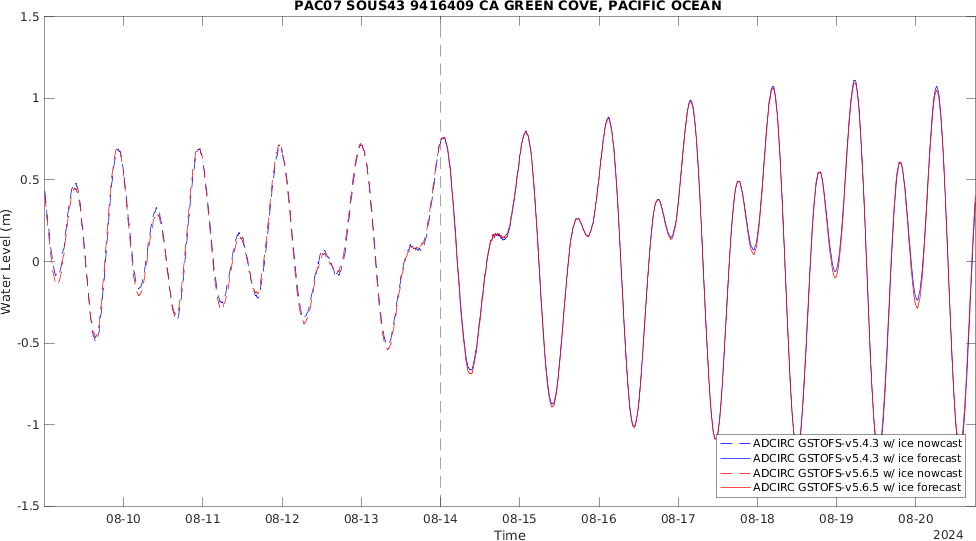 PAC07 SOUS43 9416409 CA GREEN COVE, PACIFIC OCEAN
1.5
1
0.5
0
-0.5
-1
-1.5
Water Level (m)
08-10 08-11 08-12 08-13 08-14 08-15 08-16 08-17 08-18 08-19 08-20
Time
2024
ADCIRC GSTOFS-v5.4.3 w/ ice nowcast
ADCIRC GSTOFS-v5.4.3 w/ ice forecast
ADCIRC GSTOFS-v5.6.5 w/ ice nowcast
ADCIRC GSTOFS-v5.6.5 w/ ice forecast